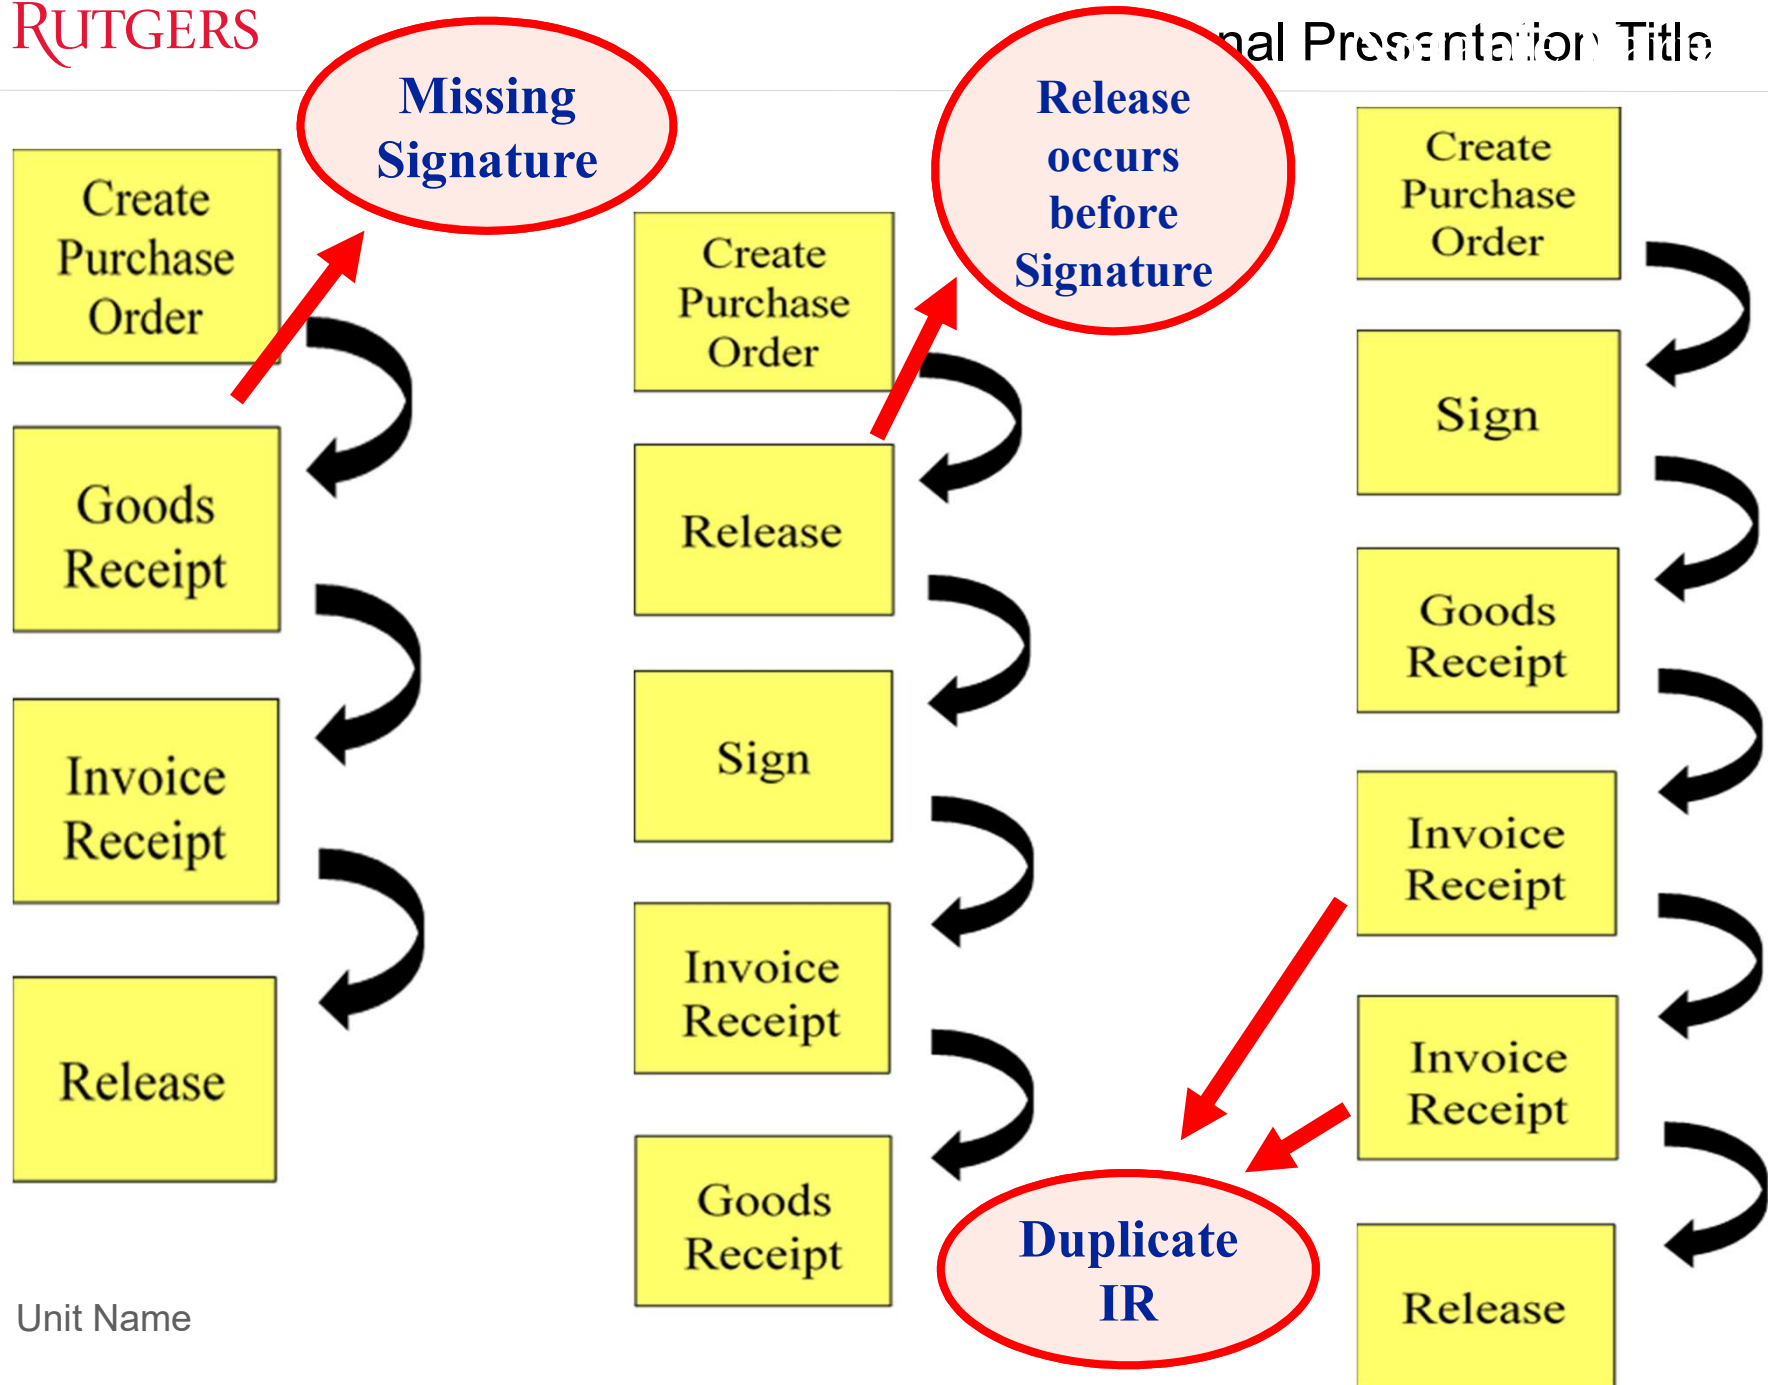 RUTGERS
nal Presentation Title
Missing
Signature
Release
occurs
before
Signature
Create
Purchase
Order
Goods
Receipt
Invoice
Receipt
Release
Create
Purchase
Order
Release
Sign
Invoice
Receipt
Goods
Receipt
Create
Purchase
Order
Sign
Goods
Receipt
Invoice
Receipt
Invoice
Receipt
Release
Duplicate
IR
Unit Name